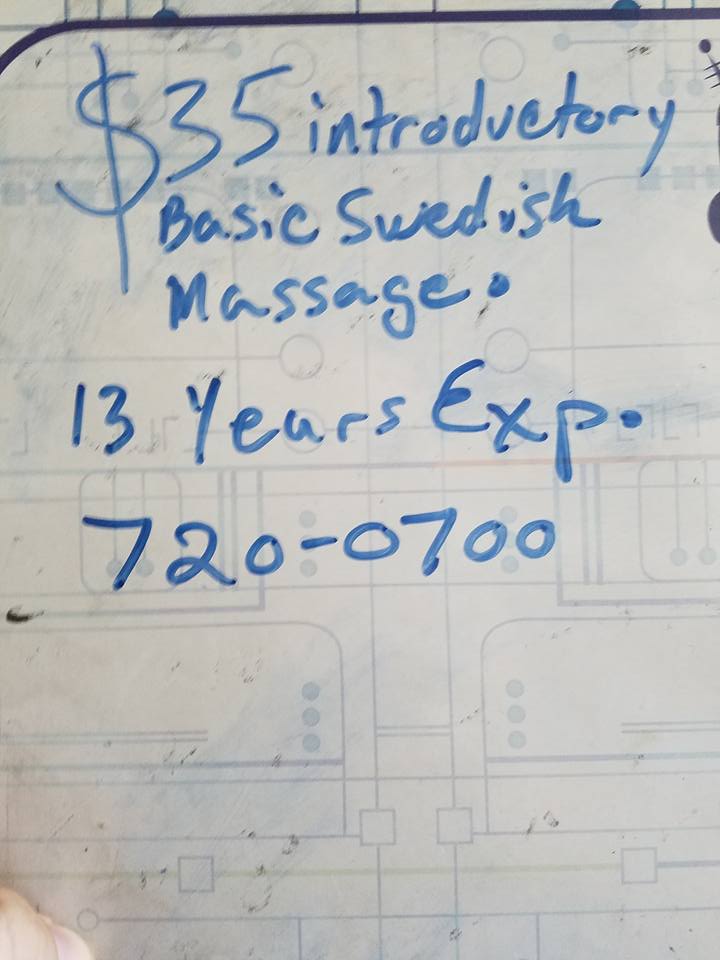 $35 introductory
Basic Swedish
Massage.
13 Years Exp.
720-0700